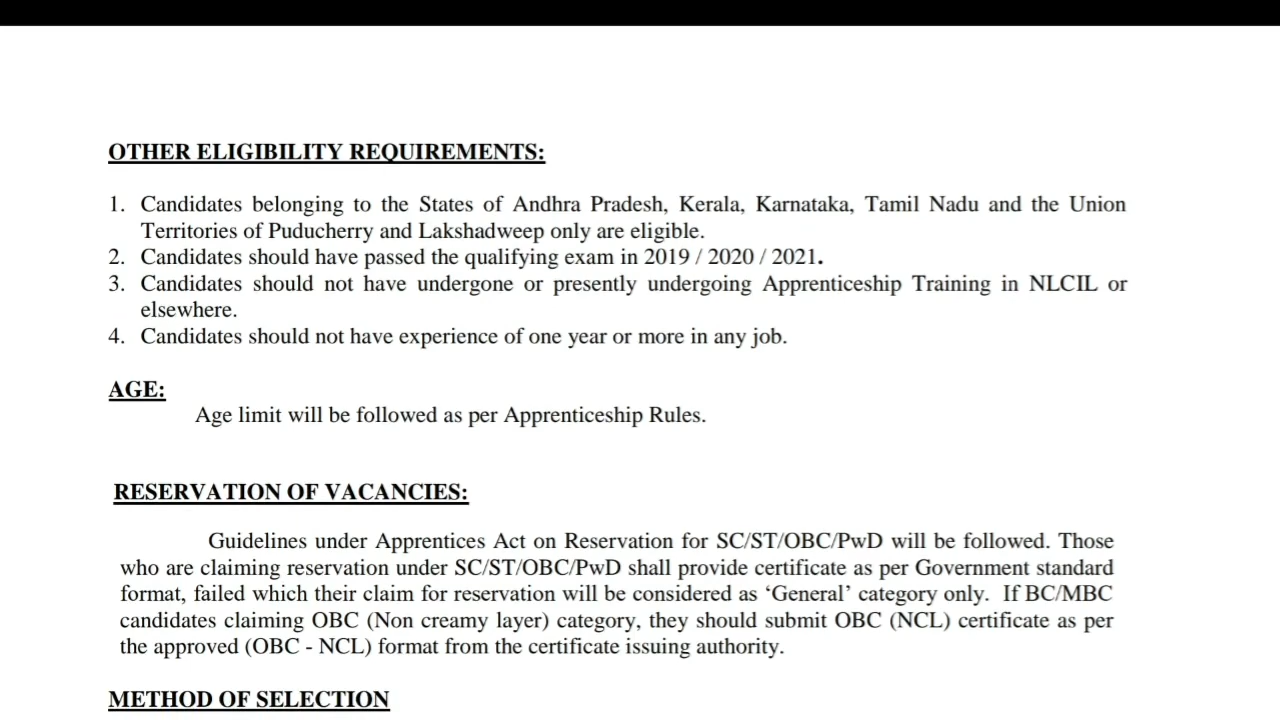 OTHER ELIGIBILITY REQUIREMENTS:
1. Candidates belonging to the States of Andhra Pradesh, Kerala, Karnataka, Tamil Nadu and the Union
Territories of Puducherry and Lakshadweep only are eligible.
2. Candidates should have passed the qualifying exam in 2019 / 2020 / 2021.
3. Candidates should not have undergone or presently undergoing Apprenticeship Training in NLCIL or
elsewhere.
4. Candidates should not have experience of one year or more in any job.
AGE:
Age limit will be followed as per Apprenticeship Rules.
RESERVATION OF VACANCIES:
Guidelines under Apprentices Act on Reservation for SC/ST/OBC/PwD will be followed. Those
who are claiming reservation under SC/ST/OBC/PwD shall provide certificate as per Government standard
format, failed which their claim for reservation will be considered as ‘General’ category only. If BC/MBC
candidates claiming OBC (Non creamy layer) category, they should submit OBC (NCL) certificate as per
the approved (OBC - NCL) format from the certificate issuing authority.
METHOD OF SELECTION